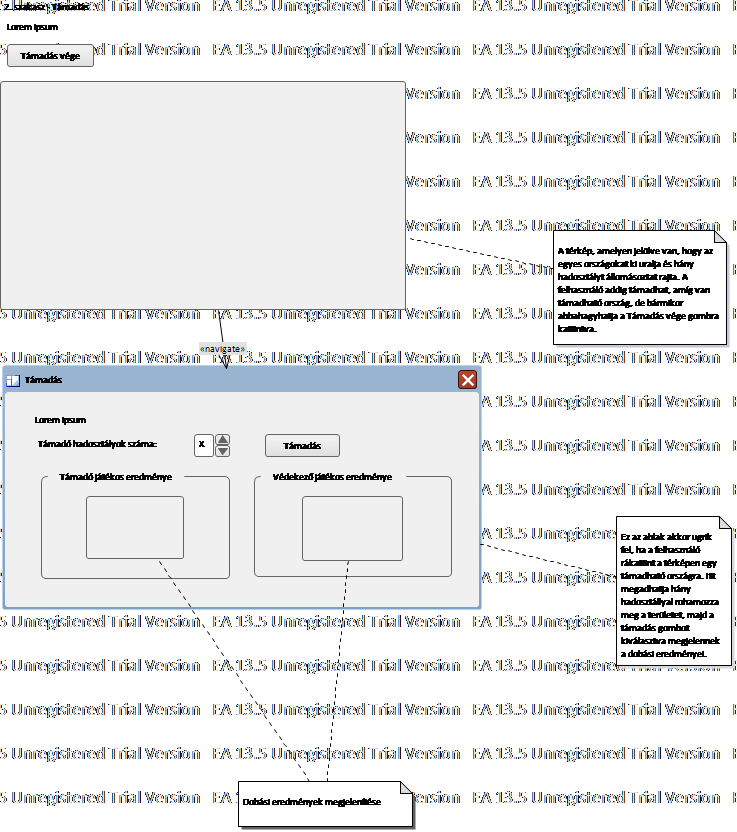 2. szakasz: Támadás
Lorem Ipsum
Támadás vége
EA 13.5 Unregistered Trial Version
A térkép, amelyen jelölve van, hogy az
egyes országokat ki uralja és hány
hadosztályt állomásoztat rajta. A
felhasználó addig támadhat, amíg van
támadható ország, de bármikor
abbahagyhatja a Támadás vége gombra
kattintva.
«navigate»
Támadás
Lorem Ipsum
Támadó hadosztályok száma:
X
Támadás
Támadó játékos eredménye
Védekező játékos eredménye
Ez az ablak akkor ugrik
fel, ha a felhasználó
rákattint a térképen egy
támadható országra. Itt
megadhatja hány
hadosztállyal rohamozza
meg a területet, majd a
támadás gombot
kiválasztva megjelennek
a dobási eredményei.
Dobási eredmények megjelenítése